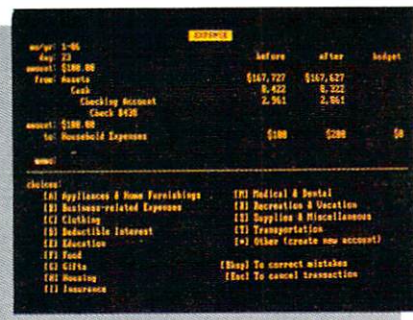 EXPENSE
mo/yr: 1-86
day: 23 before after budget
amount: $100.00
from: Assets $167,727 $167,627
Cash 8,422 8,322
Checking Account 2,961 2,861
Check #430
amount: $100.00
to: Household Expenses $100 $200 $0
memo:
choices:
[A] Appliances & Home Furnishings [M] Medical & Dental
[B] Business-related Expenses [R] Recreation & Vacation
[C] Clothing [S] Supplies & Miscellaneous
[D] Deductible interest [T] Transportation
[E] Education [+] Other (create new account)
[F] Food
[G] Gifts [Bksp] To correct mistakes
[H] Housing [Esc] To cancel transaction
[I] Insurance